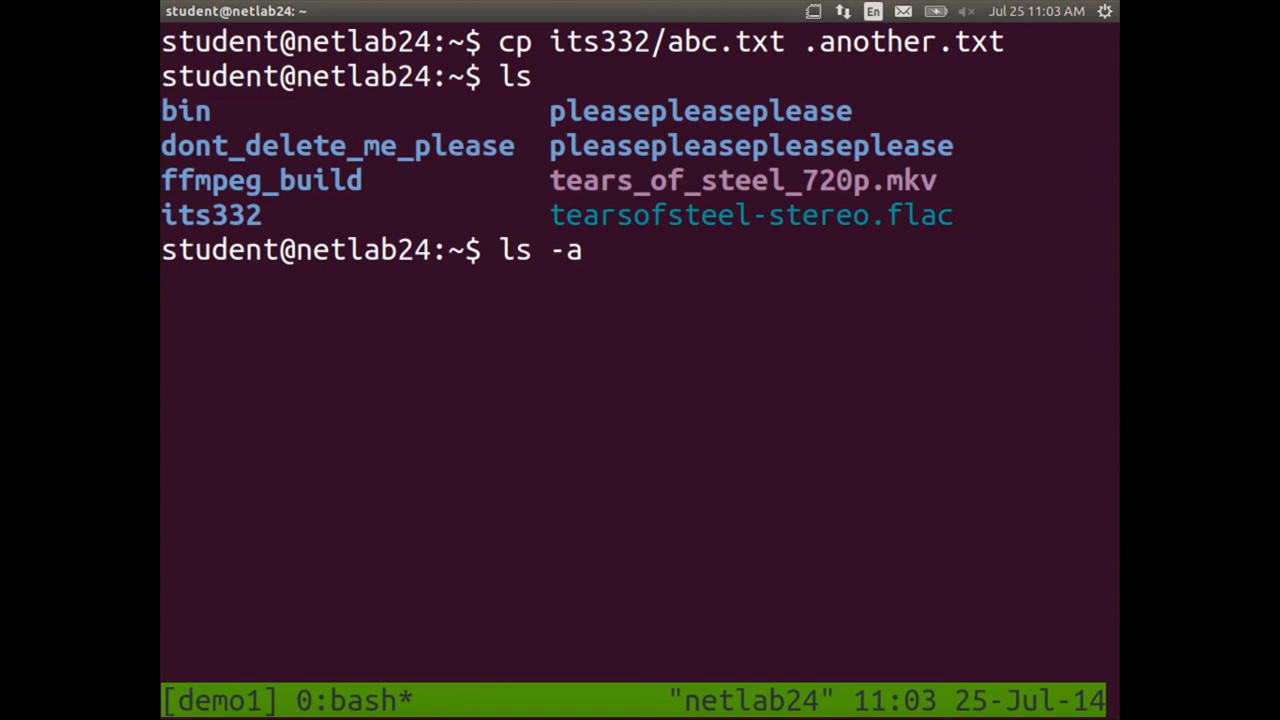 student@netlab24: ~ En Jul 25 11:03 AM
student@netlab24:~$ cp its332/abc.txt .another.txt
student@netlab24:~$ ls
bin pleasepleaseplease
dont_delete_me_please pleasepleasepleaseplease
ffmpeg_build tears_of_steel_720p.mkv
its332 tearsofsteel-stereo.flac
student@netlab24:~$ ls -a
[demo1] 0:bash* "netlab24" 11:03 25-Jul-14